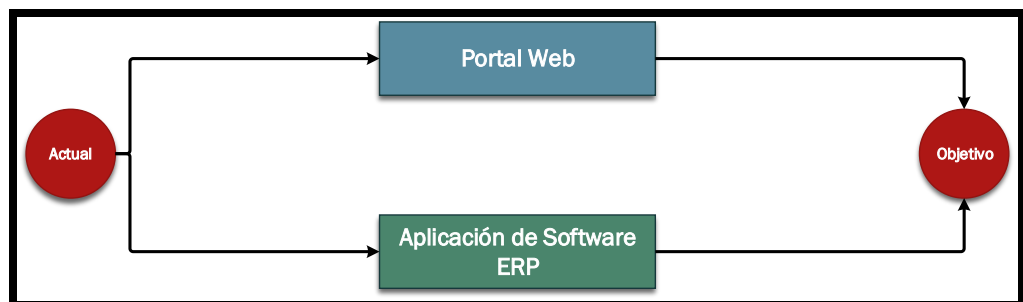 Portal Web
Actual
Objetivo
Aplicación de Software
ERP